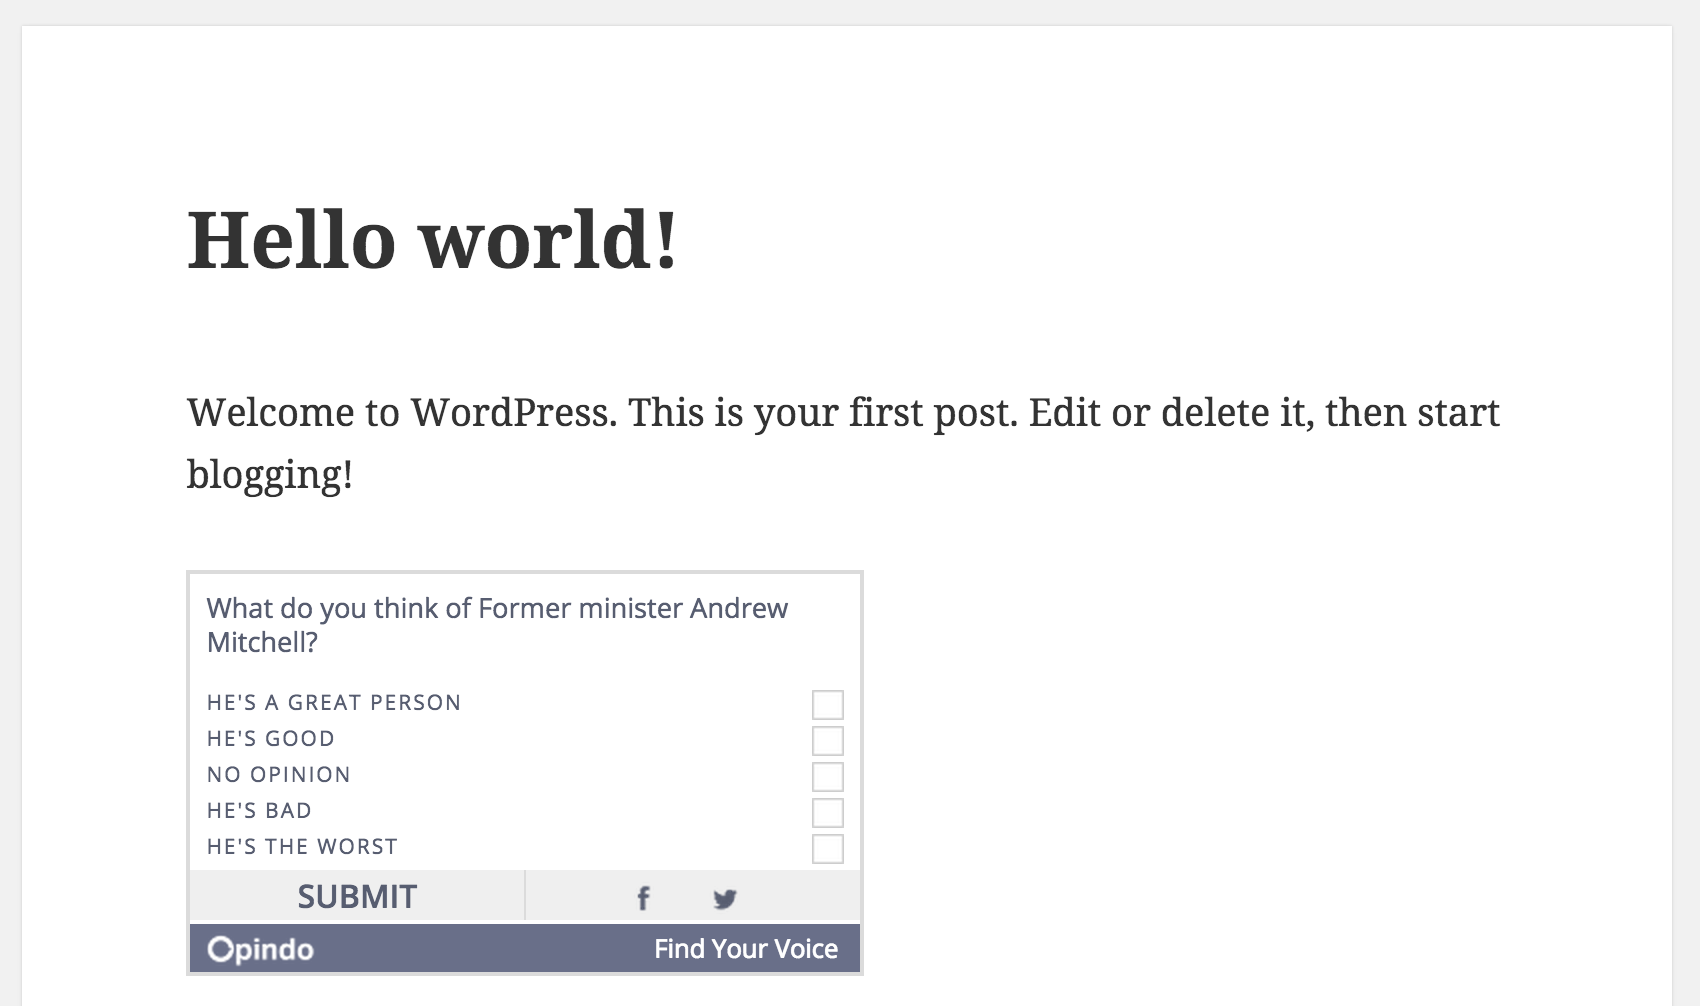 Hello world!
Welcome to WordPress. This is your first post. Edit or delete it, then start
blogging!
What do you think of Former minister Andrew
Mitchell?
HE'S A GREAT PERSON
HE'S GOOD
NO OPINION
HE'S BAD
HE'S THE WORST
SUBMIT
Opindo Find Your Voice